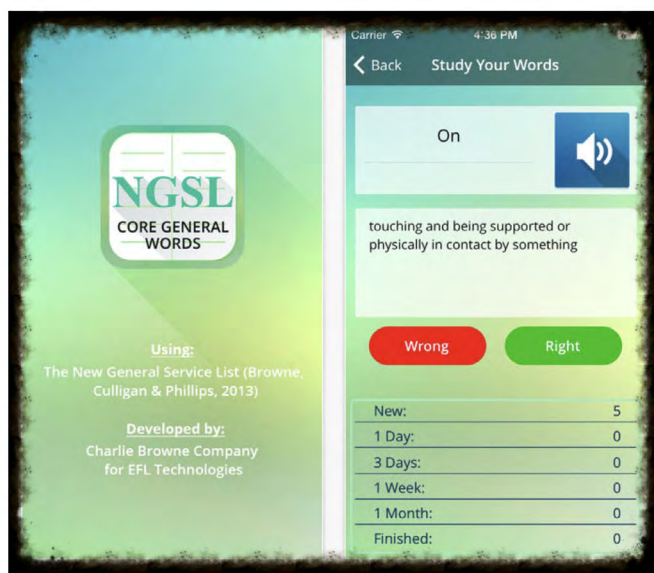 NGSL
CORE GENERAL
WORDS
Using:
The New General Service List (Browne,
Culligan & Phillips, 2013)
Developed by:
Charlie Browne Company
for EFL Technologies
Carrier 4:36 PM
Back Study Your Words
On
touching and being supported or
physically in contact by something
Wrong Right
New: 5
1 Day: 0
3 Days: 0
1 Week: 0
1 Month: 0
Finished: 0